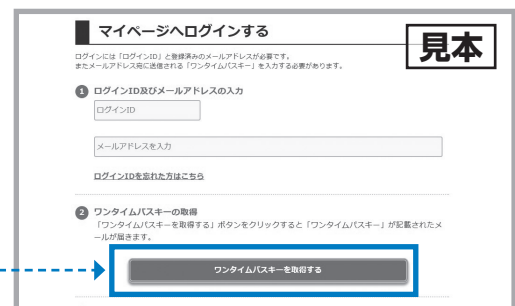 マイページへログインする
見本
ログインには「ログインID」と登録済みのメールアドレスが必要です。
またメールアドレス宛に送信される「ワンタイムパスキー」を入力する必要があります。
1 ログインID及びメールアドレスの入力
ログインID
メールアドレスを入力
ログインIDを忘れた方はこちら
2 ワンタイムパスキーの取得
「ワンタイムパスキーを取得する」ボタンをクリックすると「ワンタイムパスキー」が記載されたメ
ールが届きます。
ワンタイムパスキーを取得する